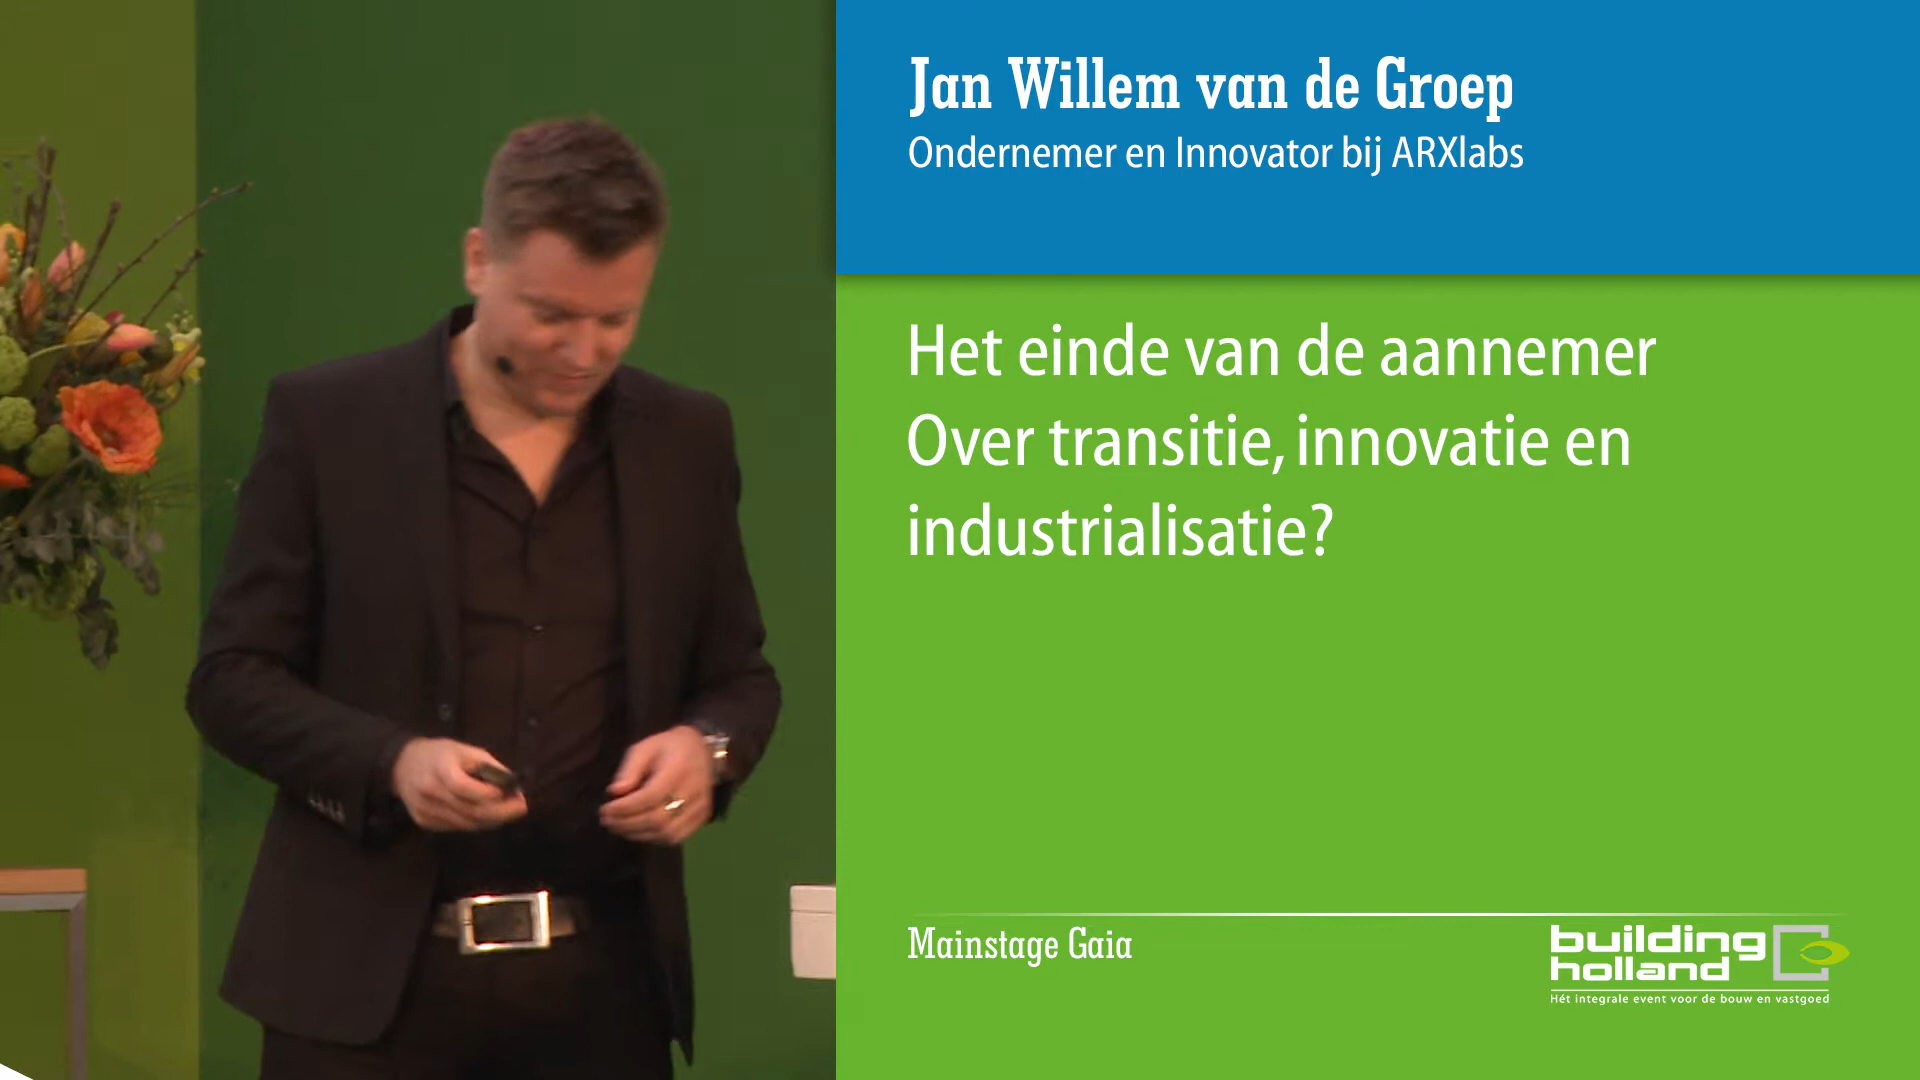 Jan Willem van de Groep
Ondernemer en Innovator bij ARXlabs
Het einde van de aannemer
Over transitie, innovatie en
industrialisatie?
Mainstage Gaia
building
holland
Hét integrale event voor de bouw en vastgoed